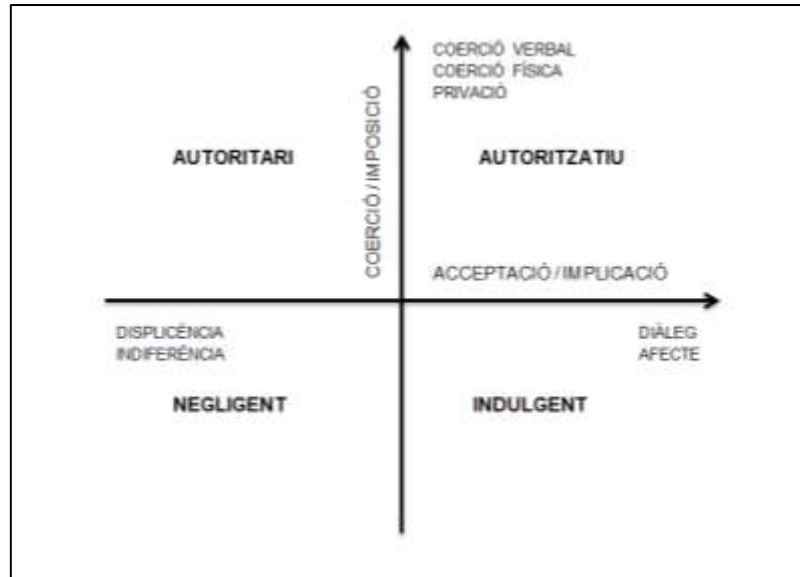 COERCIÓ VERBAL
COERCIÓ FÍSICA
PRIVACIÓ
COERCIÓ / IMPOSICIÓ
AUTORITARI
AUTORITZATIU
ACCEPTACIÓ / IMPLICACIÓ
DISPLICÈNCIA
INDIFERÈNCIA
DIÀLEG
AFECTE
NEGLIGENT
INDULGENT